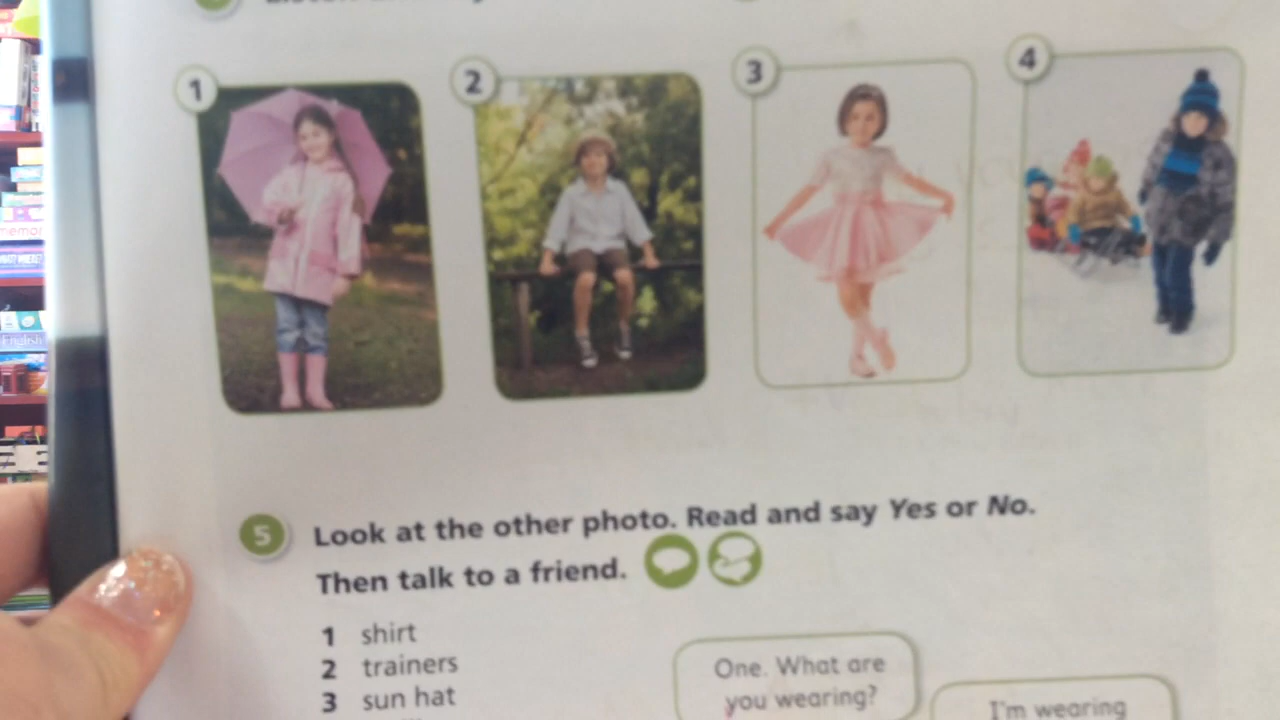 1
2
3
4
5 Look at the other photo. Read and say Yes or No.
Then talk to a friend.
1 shirt
2 trainers
3 sun hat
One. What are
you wearing?
I'm wearing
English